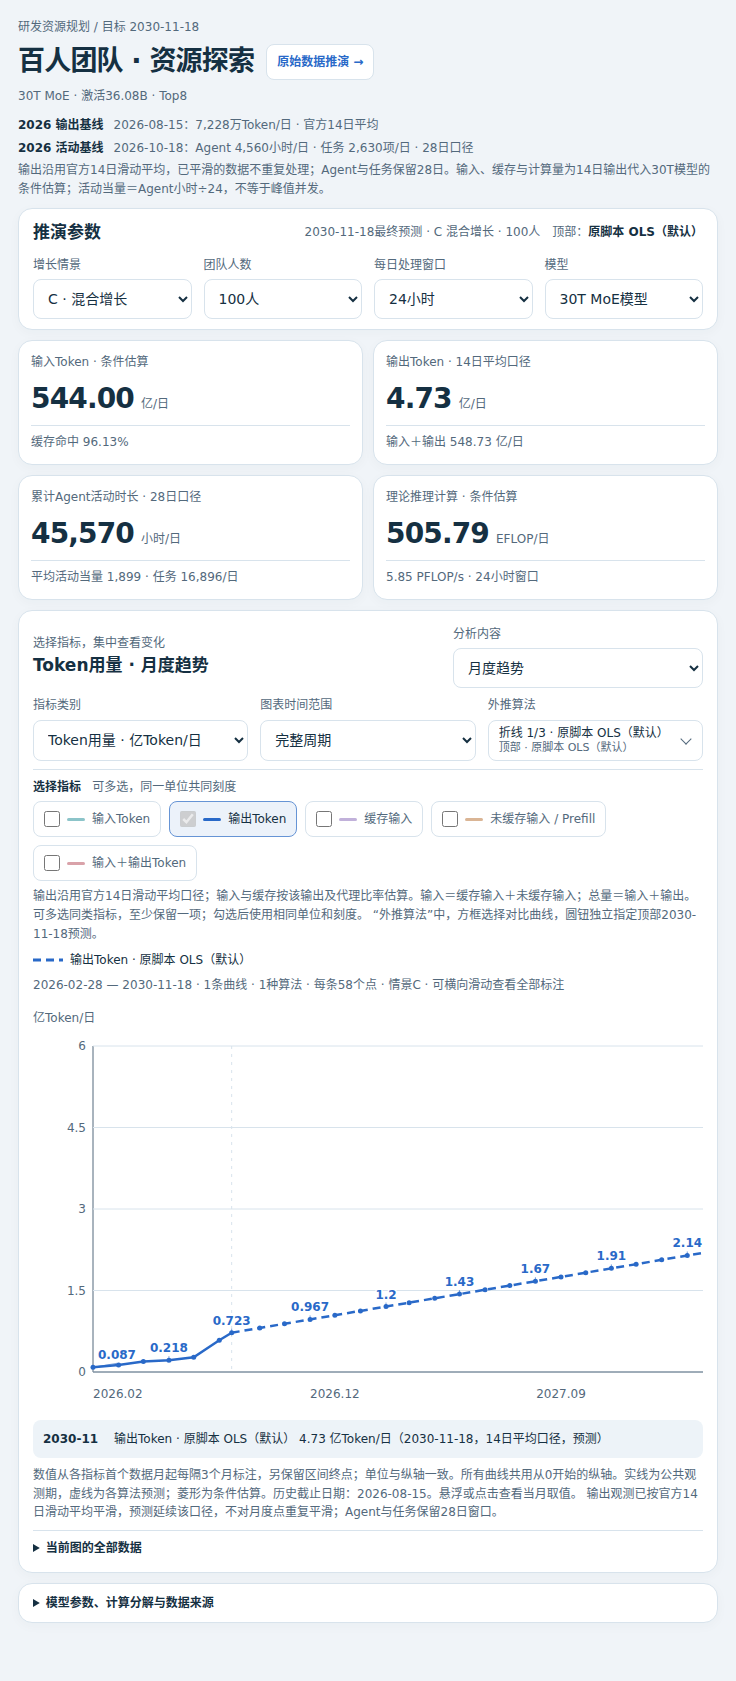 研发资源规划 / 目标 2030-11-18
百人团队 · 资源探索
原始数据推演 →
30T MoE · 激活36.08B · Top8
2026 输出基线 2026-08-15：7,228万Token/日 · 官方14日平均
2026 活动基线 2026-10-18：Agent 4,560小时/日 · 任务 2,630项/日 · 28日口径
输出沿用官方14日滑动平均，已平滑的数据不重复处理；Agent与任务保留28日。输入、缓存与计算量为14日输出代入30T模型的
条件估算；活动当量＝Agent小时÷24，不等于峰值并发。
推演参数
2030-11-18最终预测 · C 混合增长 · 100人 顶部：原脚本 OLS（默认）
增长情景 团队人数 每日处理窗口 模型
C · 混合增长 100人 24小时 30T MoE模型
输入Token · 条件估算
544.00 亿/日
缓存命中 96.13%
输出Token · 14日平均口径
4.73 亿/日
输入＋输出 548.73 亿/日
累计Agent活动时长 · 28日口径
45,570 小时/日
平均活动当量 1,899 · 任务 16,896/日
理论推理计算 · 条件估算
505.79 EFLOP/日
5.85 PFLOP/s · 24小时窗口
选择指标，集中查看变化
Token用量 · 月度趋势
分析内容
月度趋势
指标类别 图表时间范围 外推算法
Token用量 · 亿Token/日 完整周期
折线 1/3 · 原脚本 OLS（默认）
顶部 · 原脚本 OLS（默认）
选择指标 可多选，同一单位共同刻度
输入Token 输出Token 缓存输入 未缓存输入 / Prefill
输入＋输出Token
输出沿用官方14日滑动平均口径；输入与缓存按该输出及代理比率估算。输入＝缓存输入＋未缓存输入；总量＝输入＋输出。
可多选同类指标，至少保留一项；勾选后使用相同单位和刻度。 “外推算法”中，方框选择对比曲线，圆钮独立指定顶部2030-
11-18预测。
输出Token · 原脚本 OLS（默认）
2026-02-28 — 2030-11-18 · 1条曲线 · 1种算法 · 每条58个点 · 情景C · 可横向滑动查看全部标注
亿Token/日
6
4.5
3
1.5
0
0.087 0.218 0.723 0.967 1.2 1.43 1.67 1.91 2.14
2026.02 2026.12 2027.09
2030-11 输出Token · 原脚本 OLS（默认） 4.73 亿Token/日（2030-11-18，14日平均口径，预测）
数值从各指标首个数据月起每隔3个月标注，另保留区间终点；单位与纵轴一致。所有曲线共用从0开始的纵轴。实线为公共观
测期，虚线为各算法预测；菱形为条件估算。历史截止日期：2026-08-15。悬浮或点击查看当月取值。 输出观测已按官方14
日滑动平均平滑，预测延续该口径，不对月度点重复平滑；Agent与任务保留28日窗口。
当前图的全部数据
模型参数、计算分解与数据来源